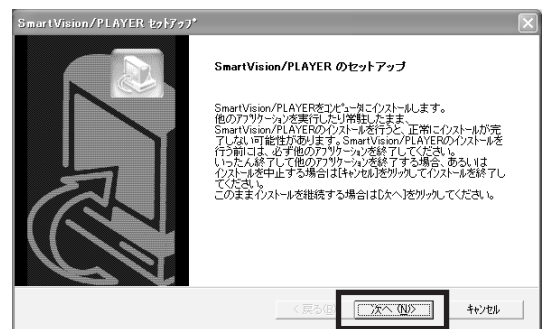 SmartVision/PLAYER ｾｯﾄｱｯﾌﾟ
SmartVision/PLAYER のセットアップ
SmartVision/PLAYERをｺﾝﾋﾟｭｰﾀにｲﾝｽﾄｰﾙします。
他のｱﾌﾟﾘｹｰｼｮﾝを実行したり常駐したまま、
SmartVision/PLAYERのｲﾝｽﾄｰﾙを行うと、正常にｲﾝｽﾄｰﾙが完
了しない可能性があります。SmartVision/PLAYERのｲﾝｽﾄｰﾙを
行う前には、必ず他のｱﾌﾟﾘｹｰｼｮﾝを終了してください。
いったん終了して他のｱﾌﾟﾘｹｰｼｮﾝを終了する場合、あるいは
ｲﾝｽﾄｰﾙを中止する場合は[ｷｬﾝｾﾙ]をｸﾘｯｸしてｲﾝｽﾄｰﾙを終了し
てください。
このままｲﾝｽﾄｰﾙを継続する場合は[次へ]をｸﾘｯｸしてください。
< 戻る(B) 次へ (N)> ｷｬﾝｾﾙ